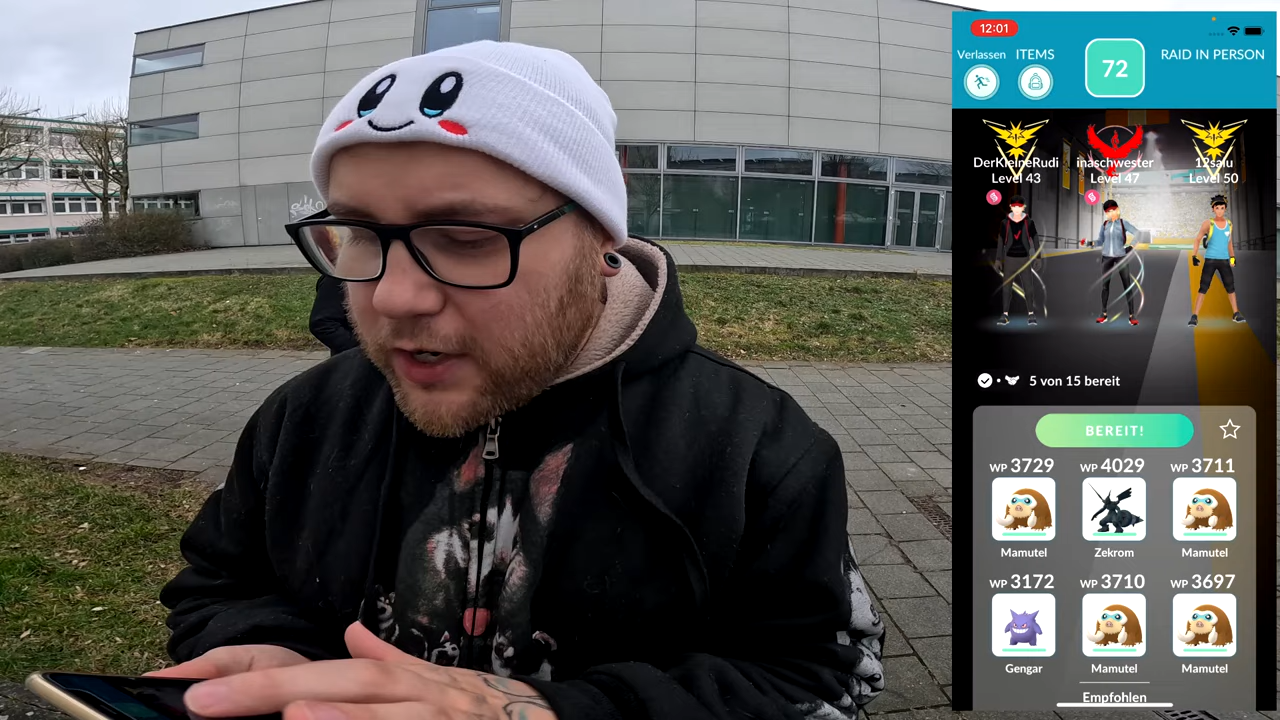 12:01
Verlassen ITEMS 72 RAID IN PERSON
DerKleineRudi inaschwester 12salu
Level 43 Level 47 Level 50
5 von 15 bereit
BEREIT!
WP 3729 WP 4029 WP 3711
Mamutel Zekrom Mamutel
WP 3172 WP 3710 WP 3697
Gengar Mamutel Mamutel
Empfohlen